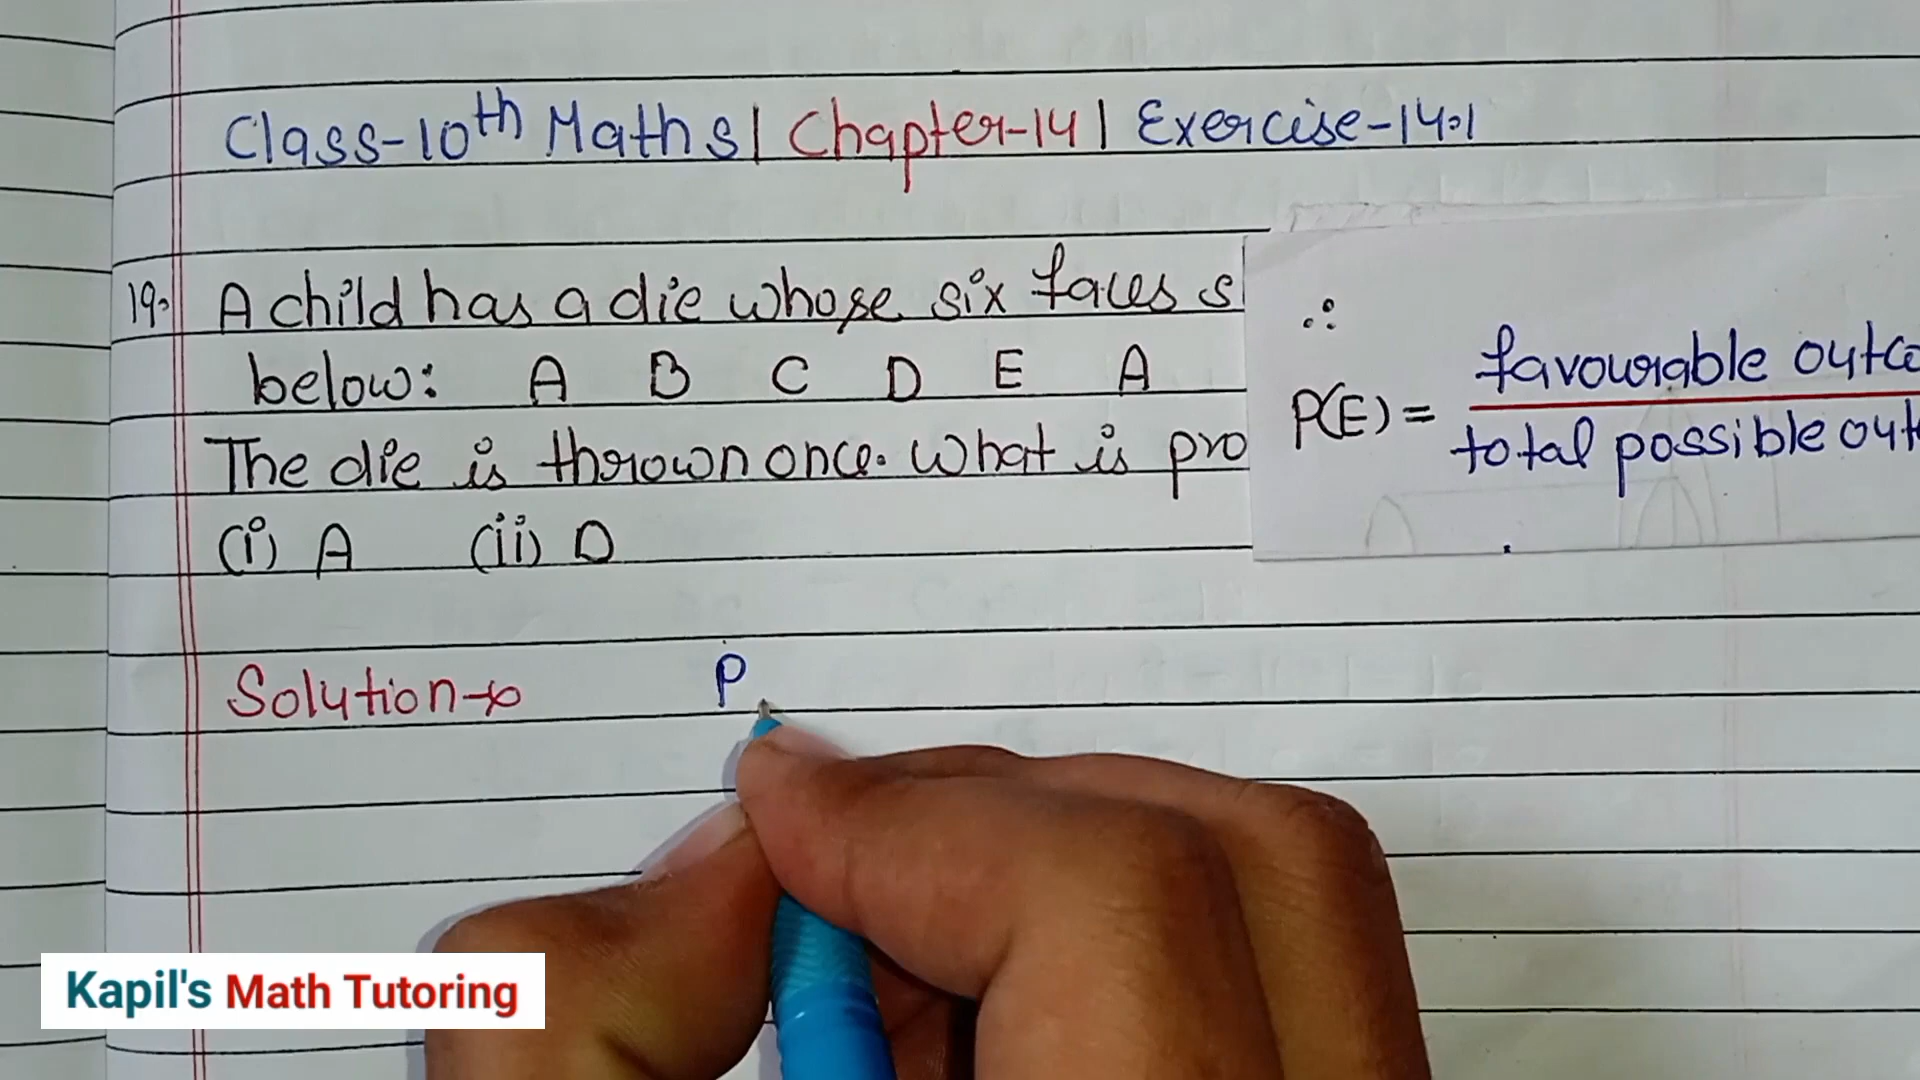 Class-10th Maths | Chapter-14 | Exercise-14.1
19. A child has a die whose six faces s
below: A B C D E A
The die is thrown once. What is pro
(i) A (ii) D
∴
P(E) = favourable outco
total possible out
Solution→
P
Kapil's Math Tutoring